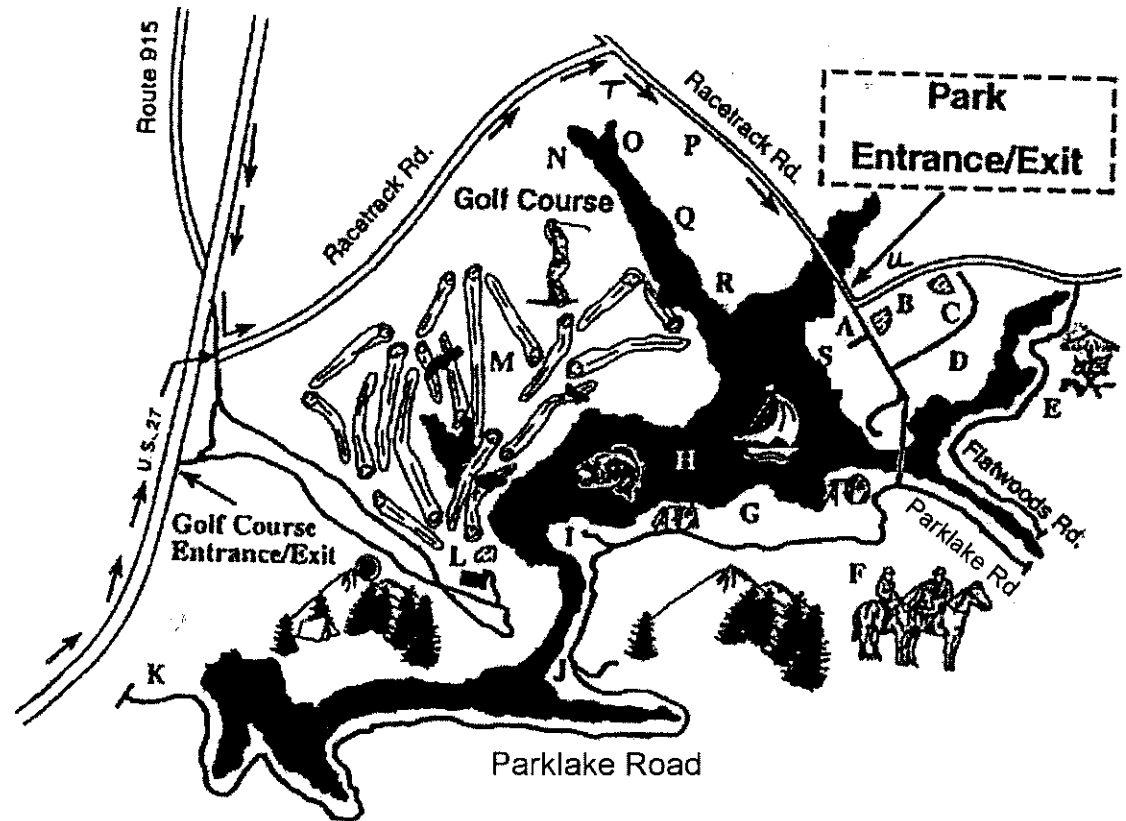 Route 915
Racetrack Rd.
T
Racetrack Rd.
Park
Entrance/Exit
N
O
P
Golf Course
Q
R
u
A
B
C
S
D
E
M
U.S. 27
H
Flatwoods Rd.
Golf Course
Entrance/Exit
L
I
G
Parklake Rd
F
K
J
Parklake Road